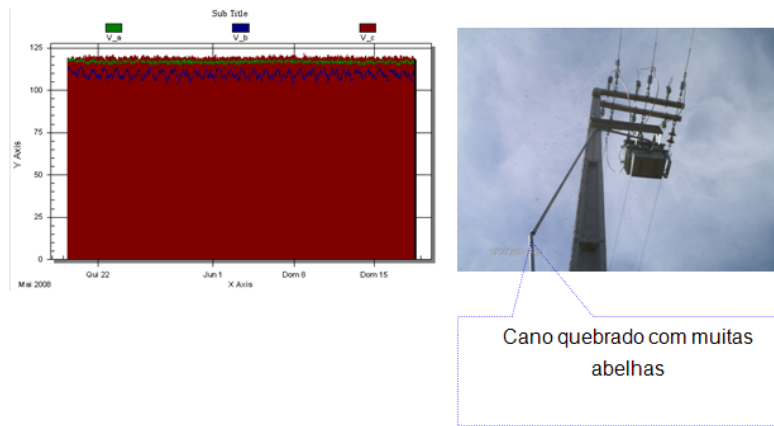 Sub Title
V_a V_b V_c
125
100
75
50
25
0
Y Axis
Qui 22 Jun 1 Dom 8 Dom 15
Mai 2008 X Axis
Cano quebrado com muitas
abelhas